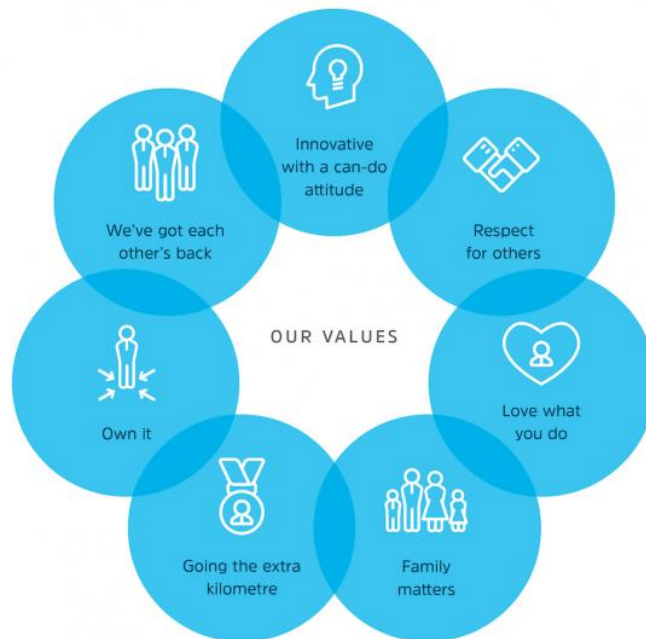 Innovative
with a can-do
attitude
Respect
for others
Love what
you do
Family
matters
Going the extra
kilometre
Own it
We've got each
other's back
OUR VALUES